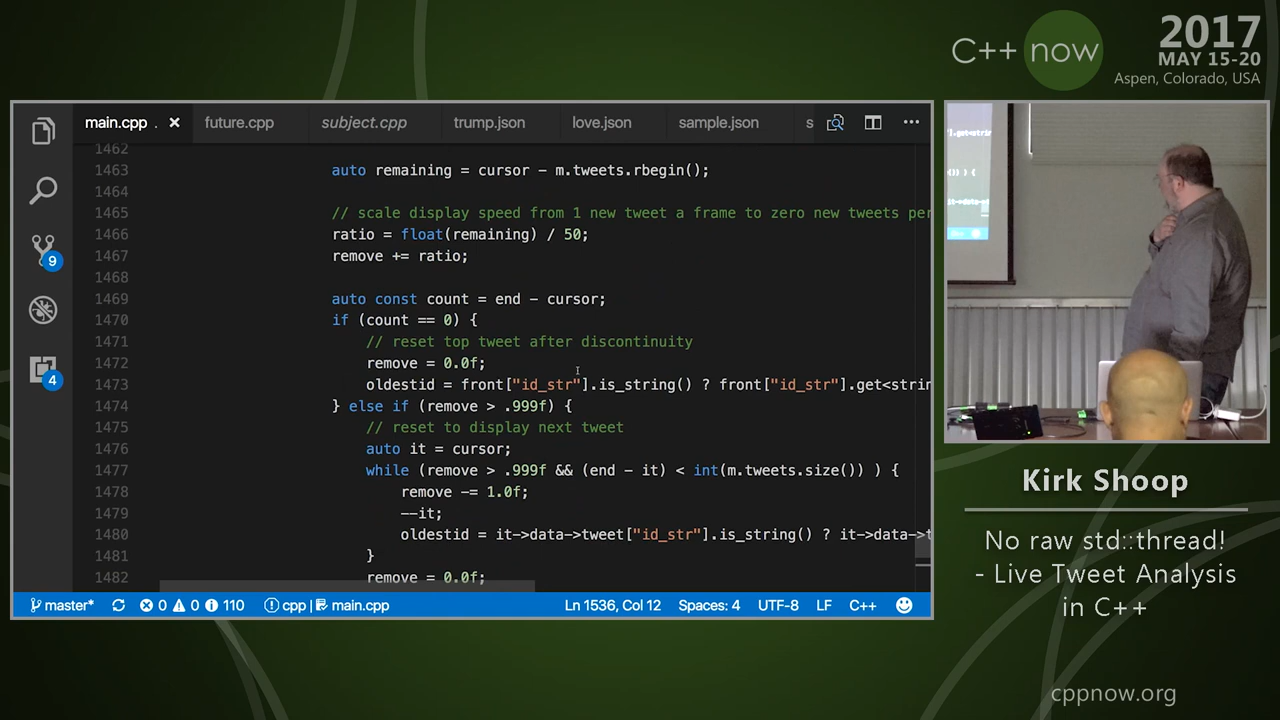 C++ now
2017
MAY 15-20
Aspen, Colorado, USA
main.cpp . × future.cpp subject.cpp trump.json love.json sample.json s
1462
1463 auto remaining = cursor - m.tweets.rbegin();
1464
1465 // scale display speed from 1 new tweet a frame to zero new tweets per
1466 ratio = float(remaining) / 50;
1467 remove += ratio;
1468
1469 auto const count = end - cursor;
1470 if (count == 0) {
1471 // reset top tweet after discontinuity
1472 remove = 0.0f;
1473 oldestid = front["id_str"].is_string() ? front["id_str"].get<strin
1474 } else if (remove > .999f) {
1475 // reset to display next tweet
1476 auto it = cursor;
1477 while (remove > .999f && (end - it) < int(m.tweets.size()) ) {
1478 remove -= 1.0f;
1479 --it;
1480 oldestid = it->data->tweet["id_str"].is_string() ? it->data->t
1481 }
1482 remove = 0.0f;
9
4
master* 0 0 110 cpp | main.cpp Ln 1536, Col 12 Spaces: 4 UTF-8 LF C++
Kirk Shoop
No raw std::thread!
- Live Tweet Analysis
in C++
cppnow.org